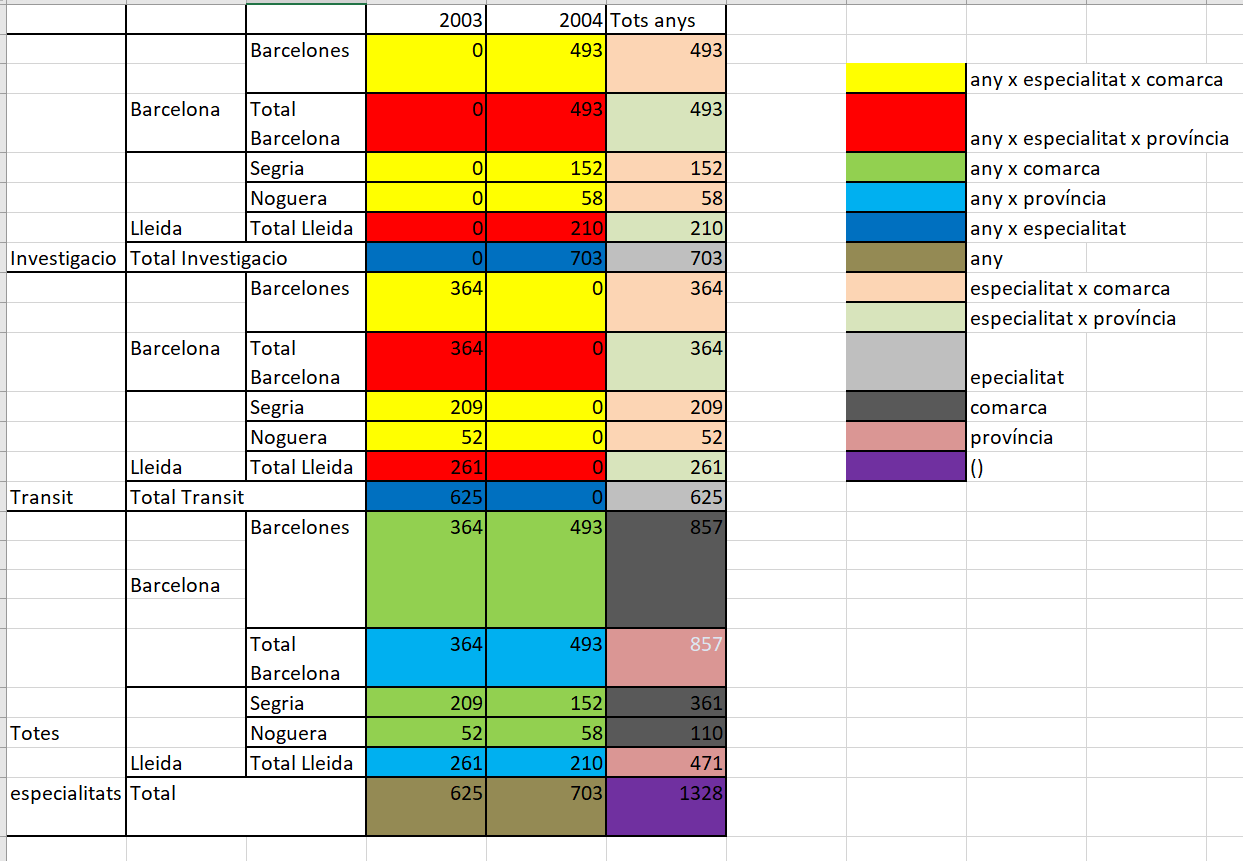 2003 2004 Tots anys
Barcelones 0 493 493
any x especialitat x comarca
Barcelona Total 0 493 493
Barcelona any x especialitat x província
Segria 0 152 152 any x comarca
Noguera 0 58 58 any x província
Lleida Total Lleida 0 210 210 any x especialitat
Investigacio Total Investigacio 0 703 703 any
Barcelones 364 0 364 especialitat x comarca
especialitat x província
Barcelona Total 364 0 364
Barcelona epecialitat
Segria 209 0 209 comarca
Noguera 52 0 52 província
Lleida Total Lleida 261 0 261 ()
Transit Total Transit 625 0 625
Barcelones 364 493 857
Barcelona
Total 364 493 857
Barcelona
Segria 209 152 361
Totes Noguera 52 58 110
Lleida Total Lleida 261 210 471
especialitats Total 625 703 1328